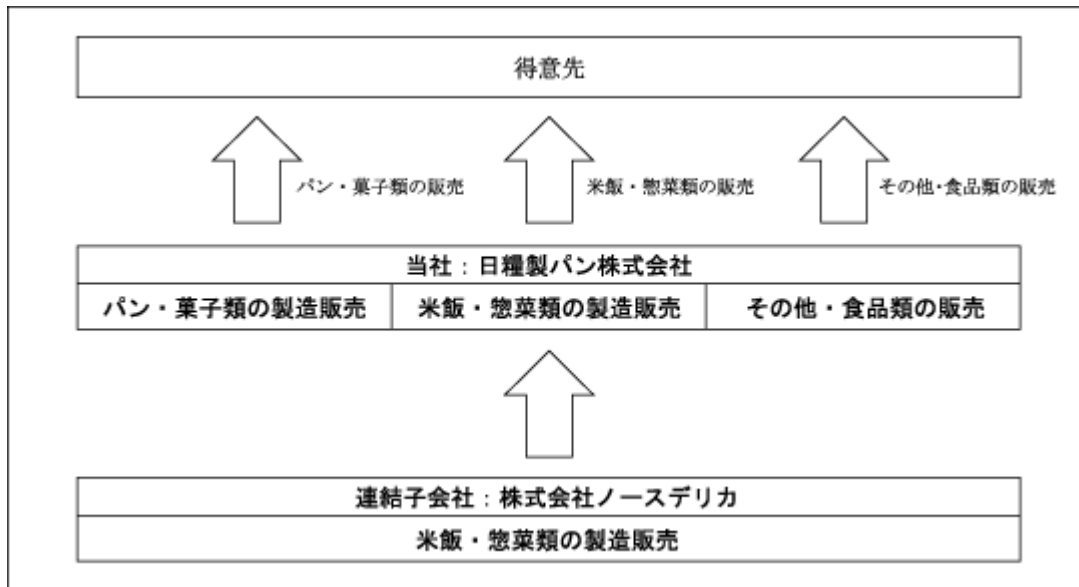 得意先
パン・菓子類の販売
米飯・惣菜類の販売
その他・食品類の販売
当社：日糧製パン株式会社
パン・菓子類の製造販売
米飯・惣菜類の製造販売
その他・食品類の販売
連結子会社：株式会社ノースデリカ
米飯・惣菜類の製造販売